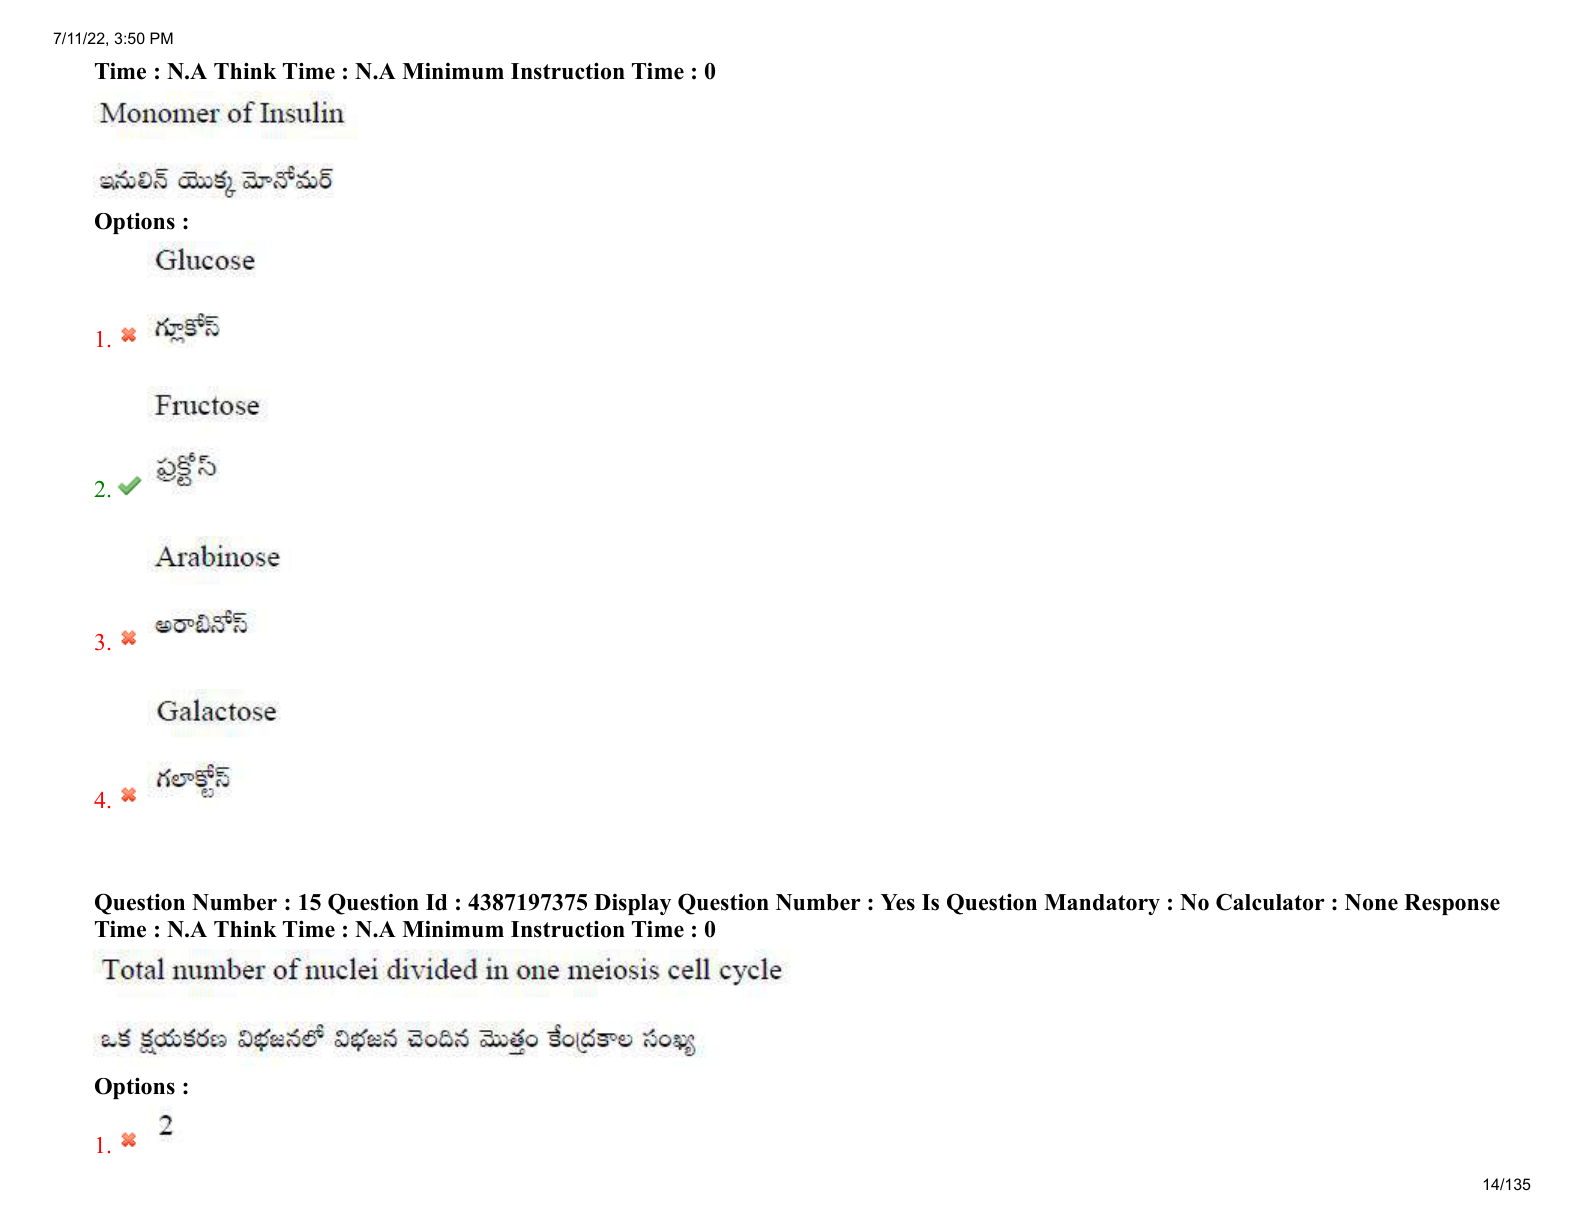 7/11/22, 3:50 PM
Time : N.A Think Time : N.A Minimum Instruction Time : 0
Monomer of Insulin
ఇనులిన్ యొక్క మోనోమర్
Options :
Glucose
1. గ్లూకోస్
Fructose
2. ఫ్రక్టోస్
Arabinose
3. అరాబినోస్
Galactose
4. గలాక్టోస్
Question Number : 15 Question Id : 4387197375 Display Question Number : Yes Is Question Mandatory : No Calculator : None Response
Time : N.A Think Time : N.A Minimum Instruction Time : 0
Total number of nuclei divided in one meiosis cell cycle
ఒక క్షయకరణ విభజనలో విభజన చెందిన మొత్తం కేంద్రకాల సంఖ్య
Options :
1. 2
14/135